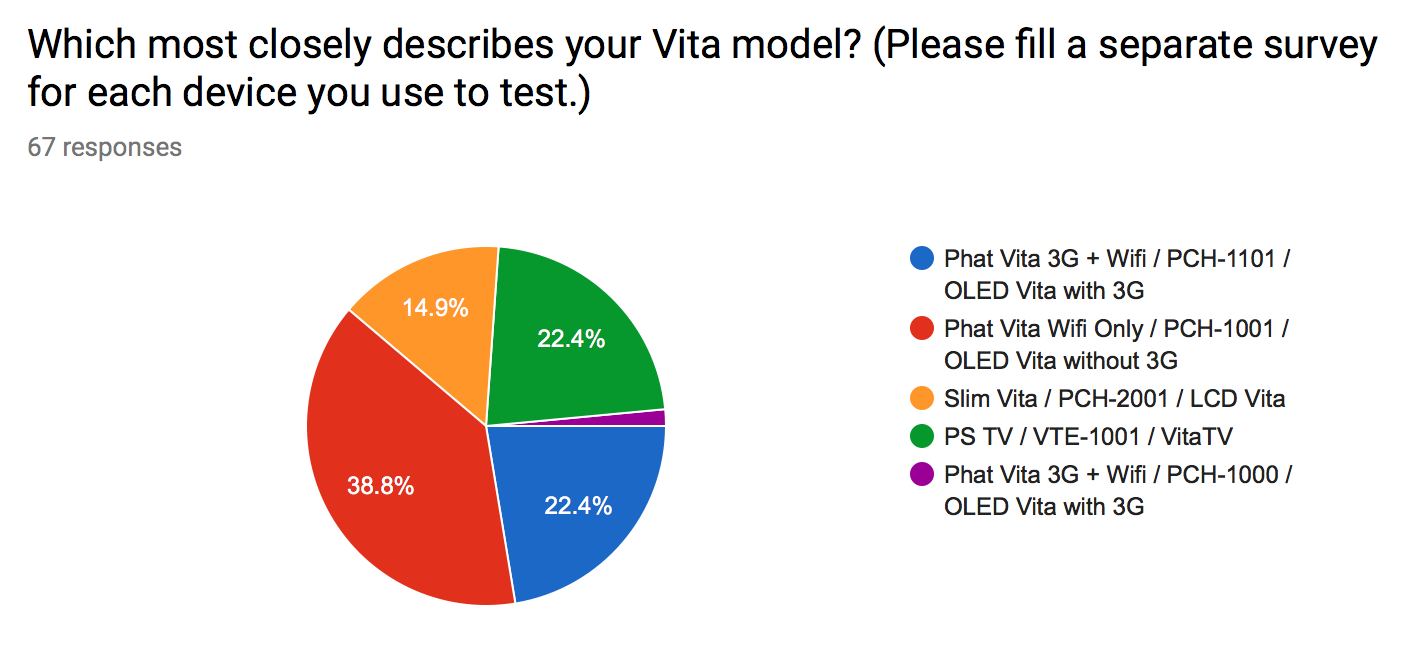 Which most closely describes your Vita model? (Please fill a separate survey
for each device you use to test.)
67 responses
14.9%
22.4%
38.8%
22.4%
Phat Vita 3G + Wifi / PCH-1101 /
OLED Vita with 3G
Phat Vita Wifi Only / PCH-1001 /
OLED Vita without 3G
Slim Vita / PCH-2001 / LCD Vita
PS TV / VTE-1001 / VitaTV
Phat Vita 3G + Wifi / PCH-1000 /
OLED Vita with 3G